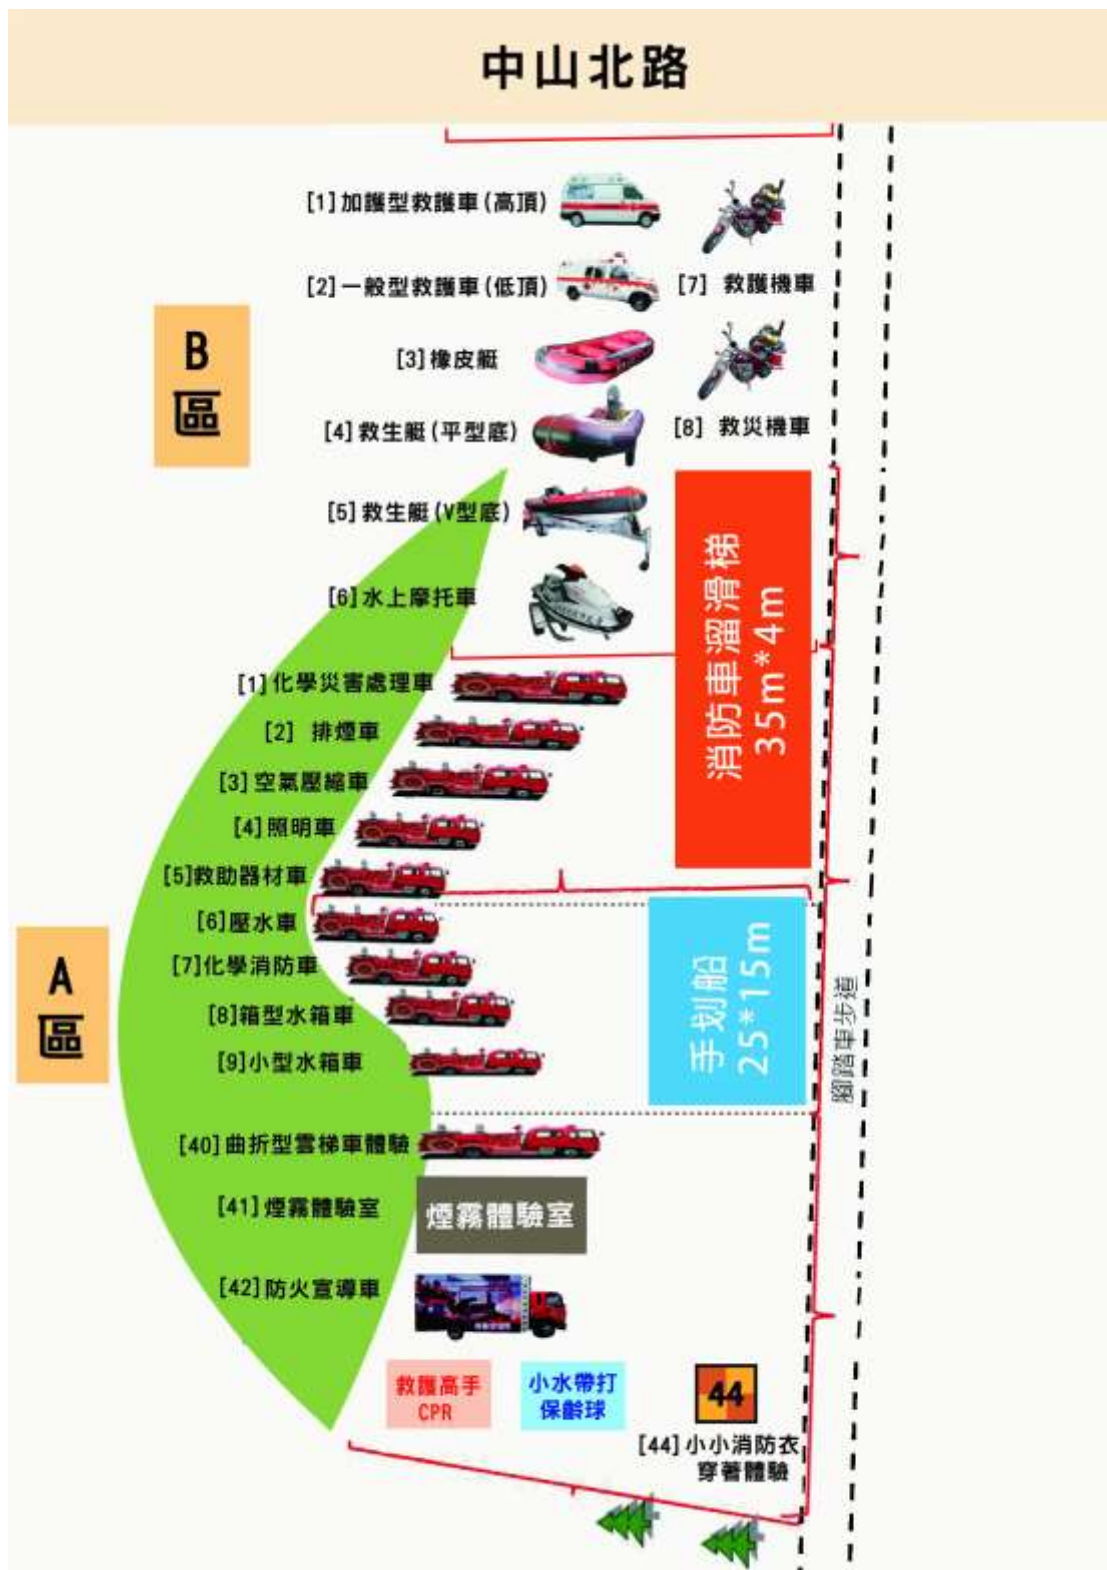 中山北路
[1]加護型救護車(高頂)
[2]一般型救護車(低頂)
[7] 救護機車
B
區
[3]橡皮艇
[4]救生艇(平型底)
[8] 救災機車
[5]救生艇(V型底)
[6]水上摩托車
消防車溜滑梯
35m*4m
[1]化學災害處理車
[2] 排煙車
[3]空氣壓縮車
[4]照明車
[5]救助器材車
[6]壓水車
[7]化學消防車
[8]箱型水箱車
[9]小型水箱車
A
區
手划船
25*15m
腳踏車步道
[40]曲折型雲梯車體驗
[41]煙霧體驗室
煙霧體驗室
[42]防火宣導車
救護高手
CPR
小水帶打
保齡球
44
[44]小小消防衣
穿著體驗